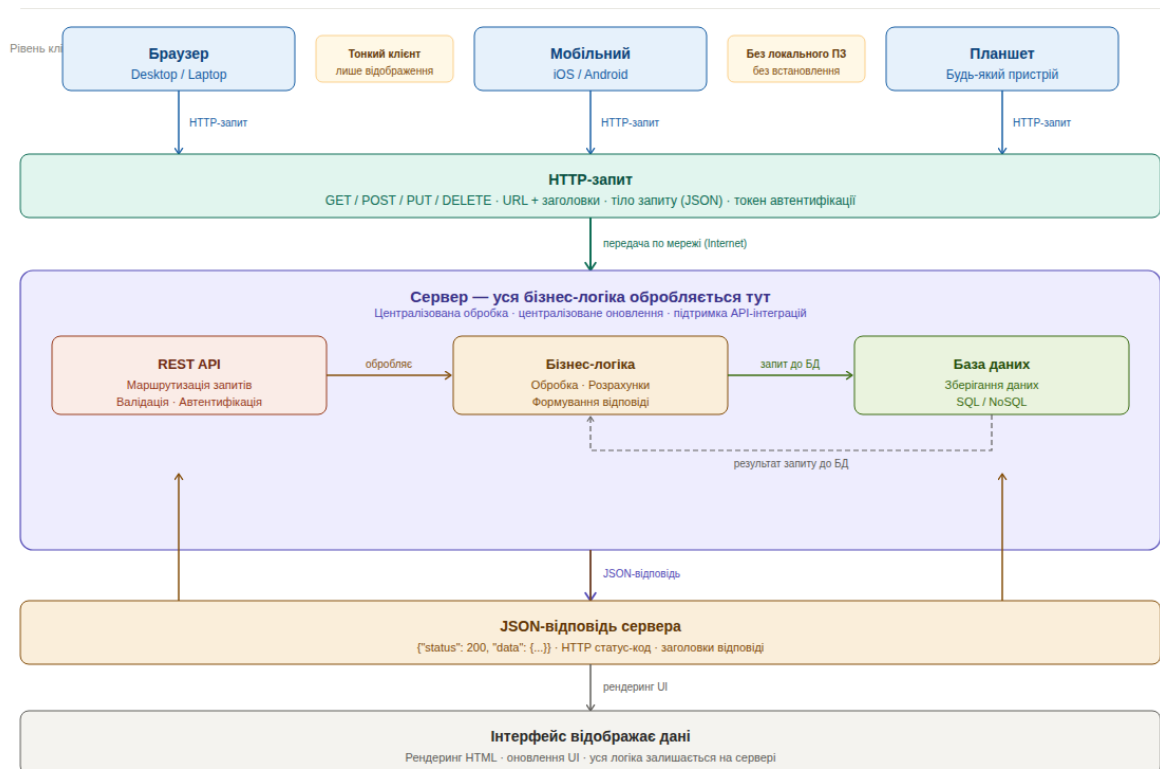 Рівень клі
Браузер
Desktop / Laptop
Тонкий клієнт
лише відображення
Мобільний
iOS / Android
Без локального ПЗ
без встановлення
Планшет
Будь-який пристрій
HTTP-запит
HTTP-запит
HTTP-запит
HTTP-запит
GET / POST / PUT / DELETE · URL + заголовки · тіло запиту (JSON) · токен автентифікації
передача по мережі (Internet)
Сервер — уся бізнес-логіка обробляється тут
Централізована обробка · централізоване оновлення · підтримка API-інтеграцій
REST API
Маршрутизація запитів
Валідація · Автентифікація
обробляє
Бізнес-логіка
Обробка · Розрахунки
Формування відповіді
запит до БД
База даних
Зберігання даних
SQL / NoSQL
результат запиту до БД
JSON-відповідь
JSON-відповідь сервера
{"status": 200, "data": {...}} · HTTP статус-код · заголовки відповіді
рендеринг UI
Інтерфейс відображає дані
Рендеринг HTML · оновлення UI · уся логіка залишається на сервері